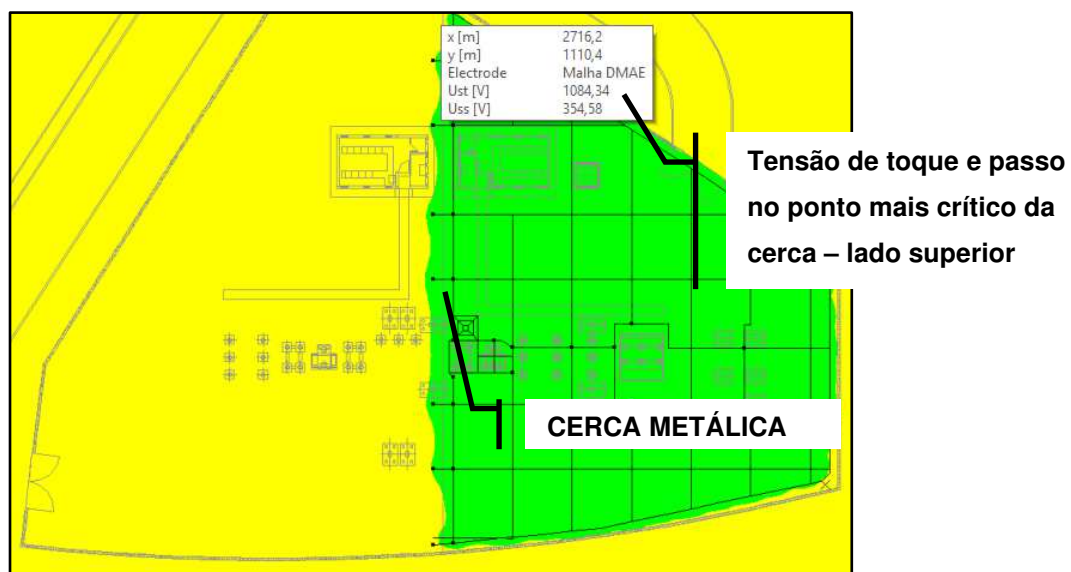 x [m] 2716,2
y [m] 1110,4
Electrode Malha DMAE
Ust [V] 1084,34
Uss [V] 354,58
Tensão de toque e passo
no ponto mais crítico da
cerca – lado superior
CERCA METÁLICA